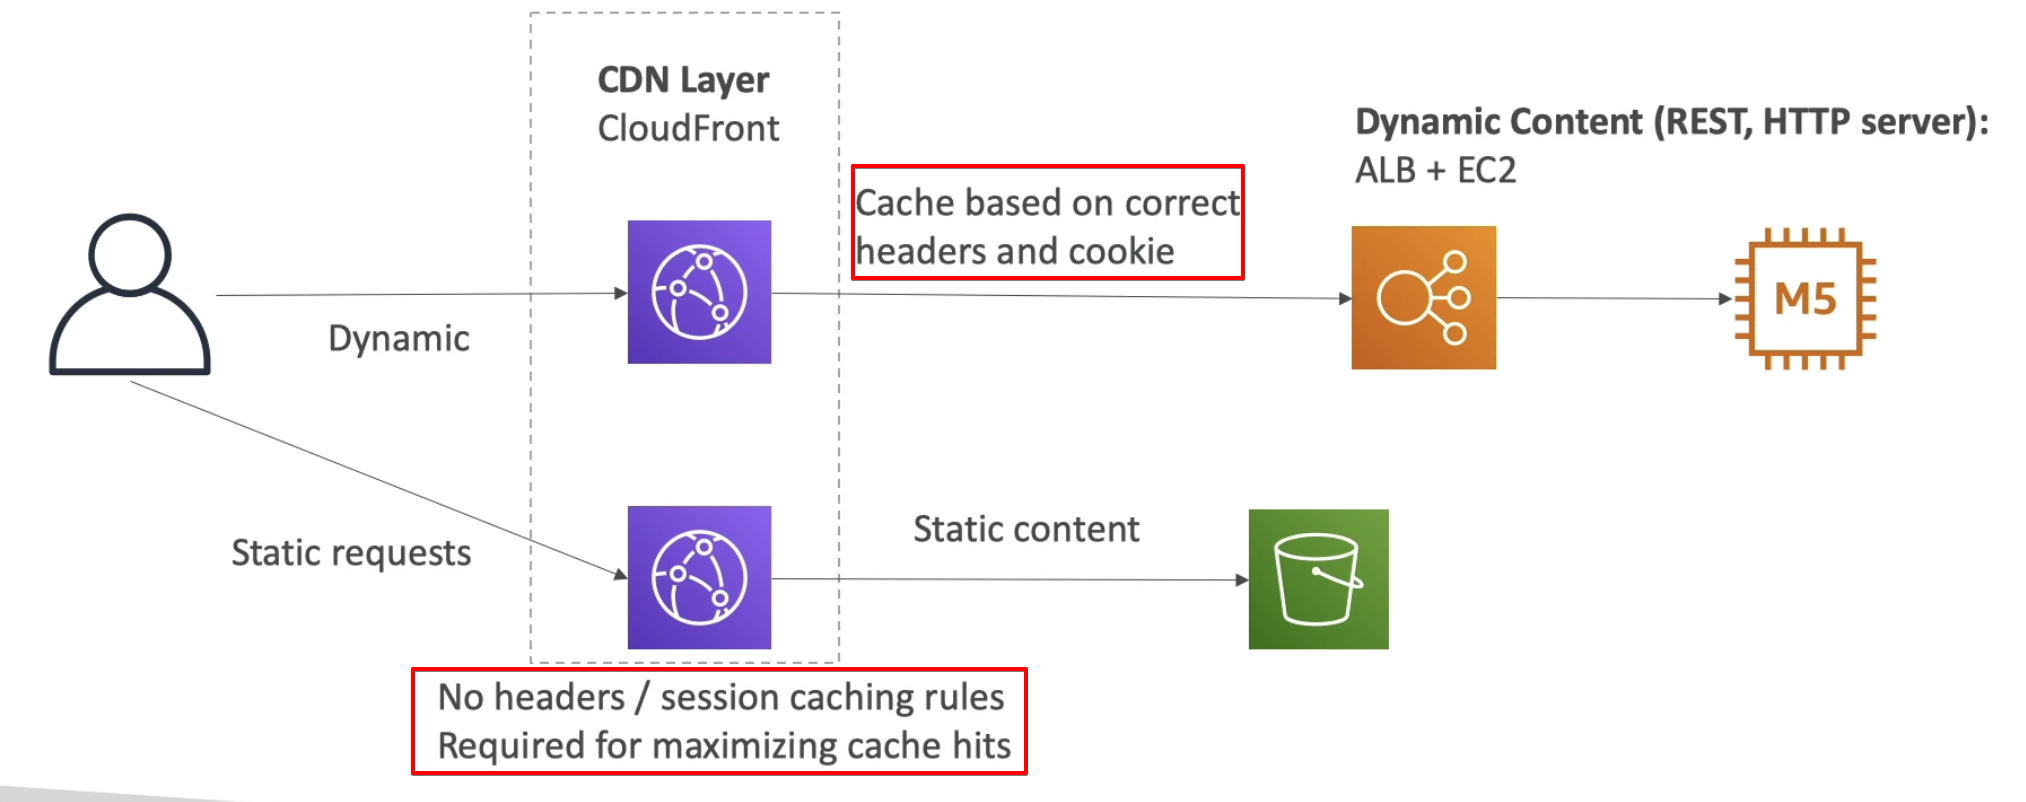 CDN Layer
CloudFront
Dynamic Content (REST, HTTP server):
ALB + EC2
Cache based on correct
headers and cookie
M5
Dynamic
Static requests
Static content
No headers / session caching rules
Required for maximizing cache hits